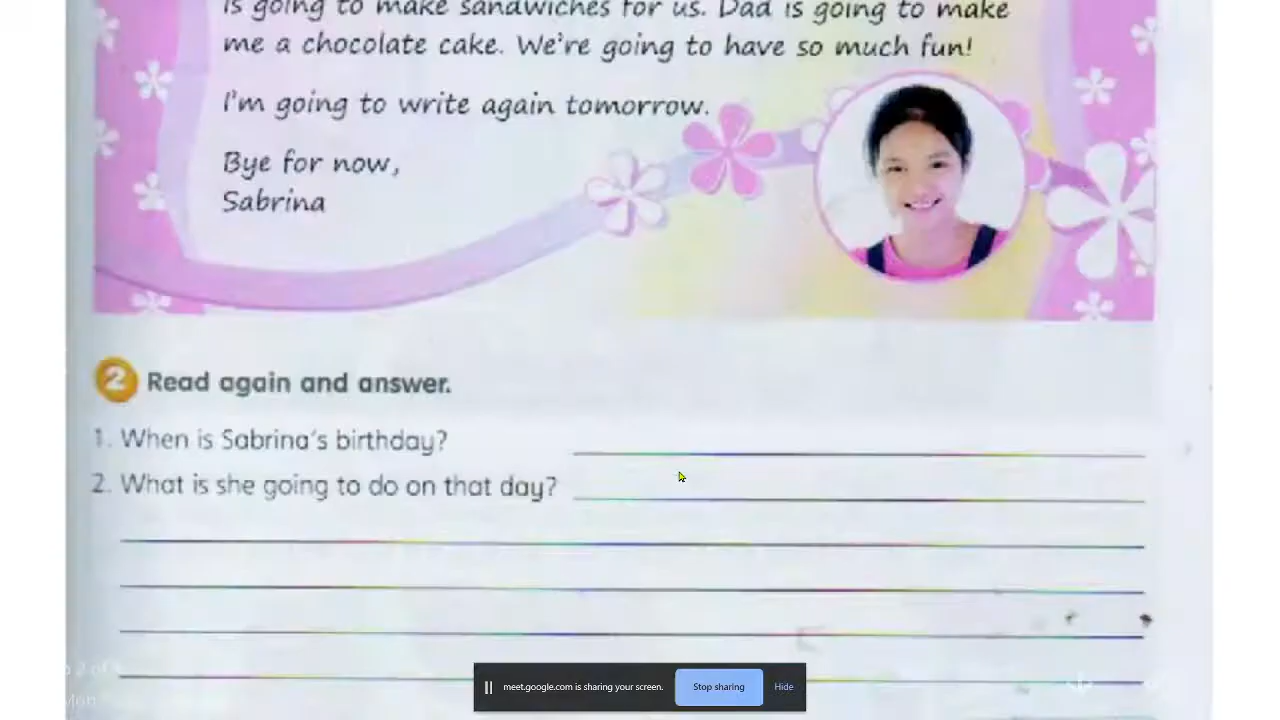 is going to make sandwiches for us. Dad is going to make
me a chocolate cake. We're going to have so much fun!
I'm going to write again tomorrow.
Bye for now,
Sabrina
2 Read again and answer.
1. When is Sabrina's birthday?
2. What is she going to do on that day?
meet.google.com is sharing your screen.
Stop sharing
Hide